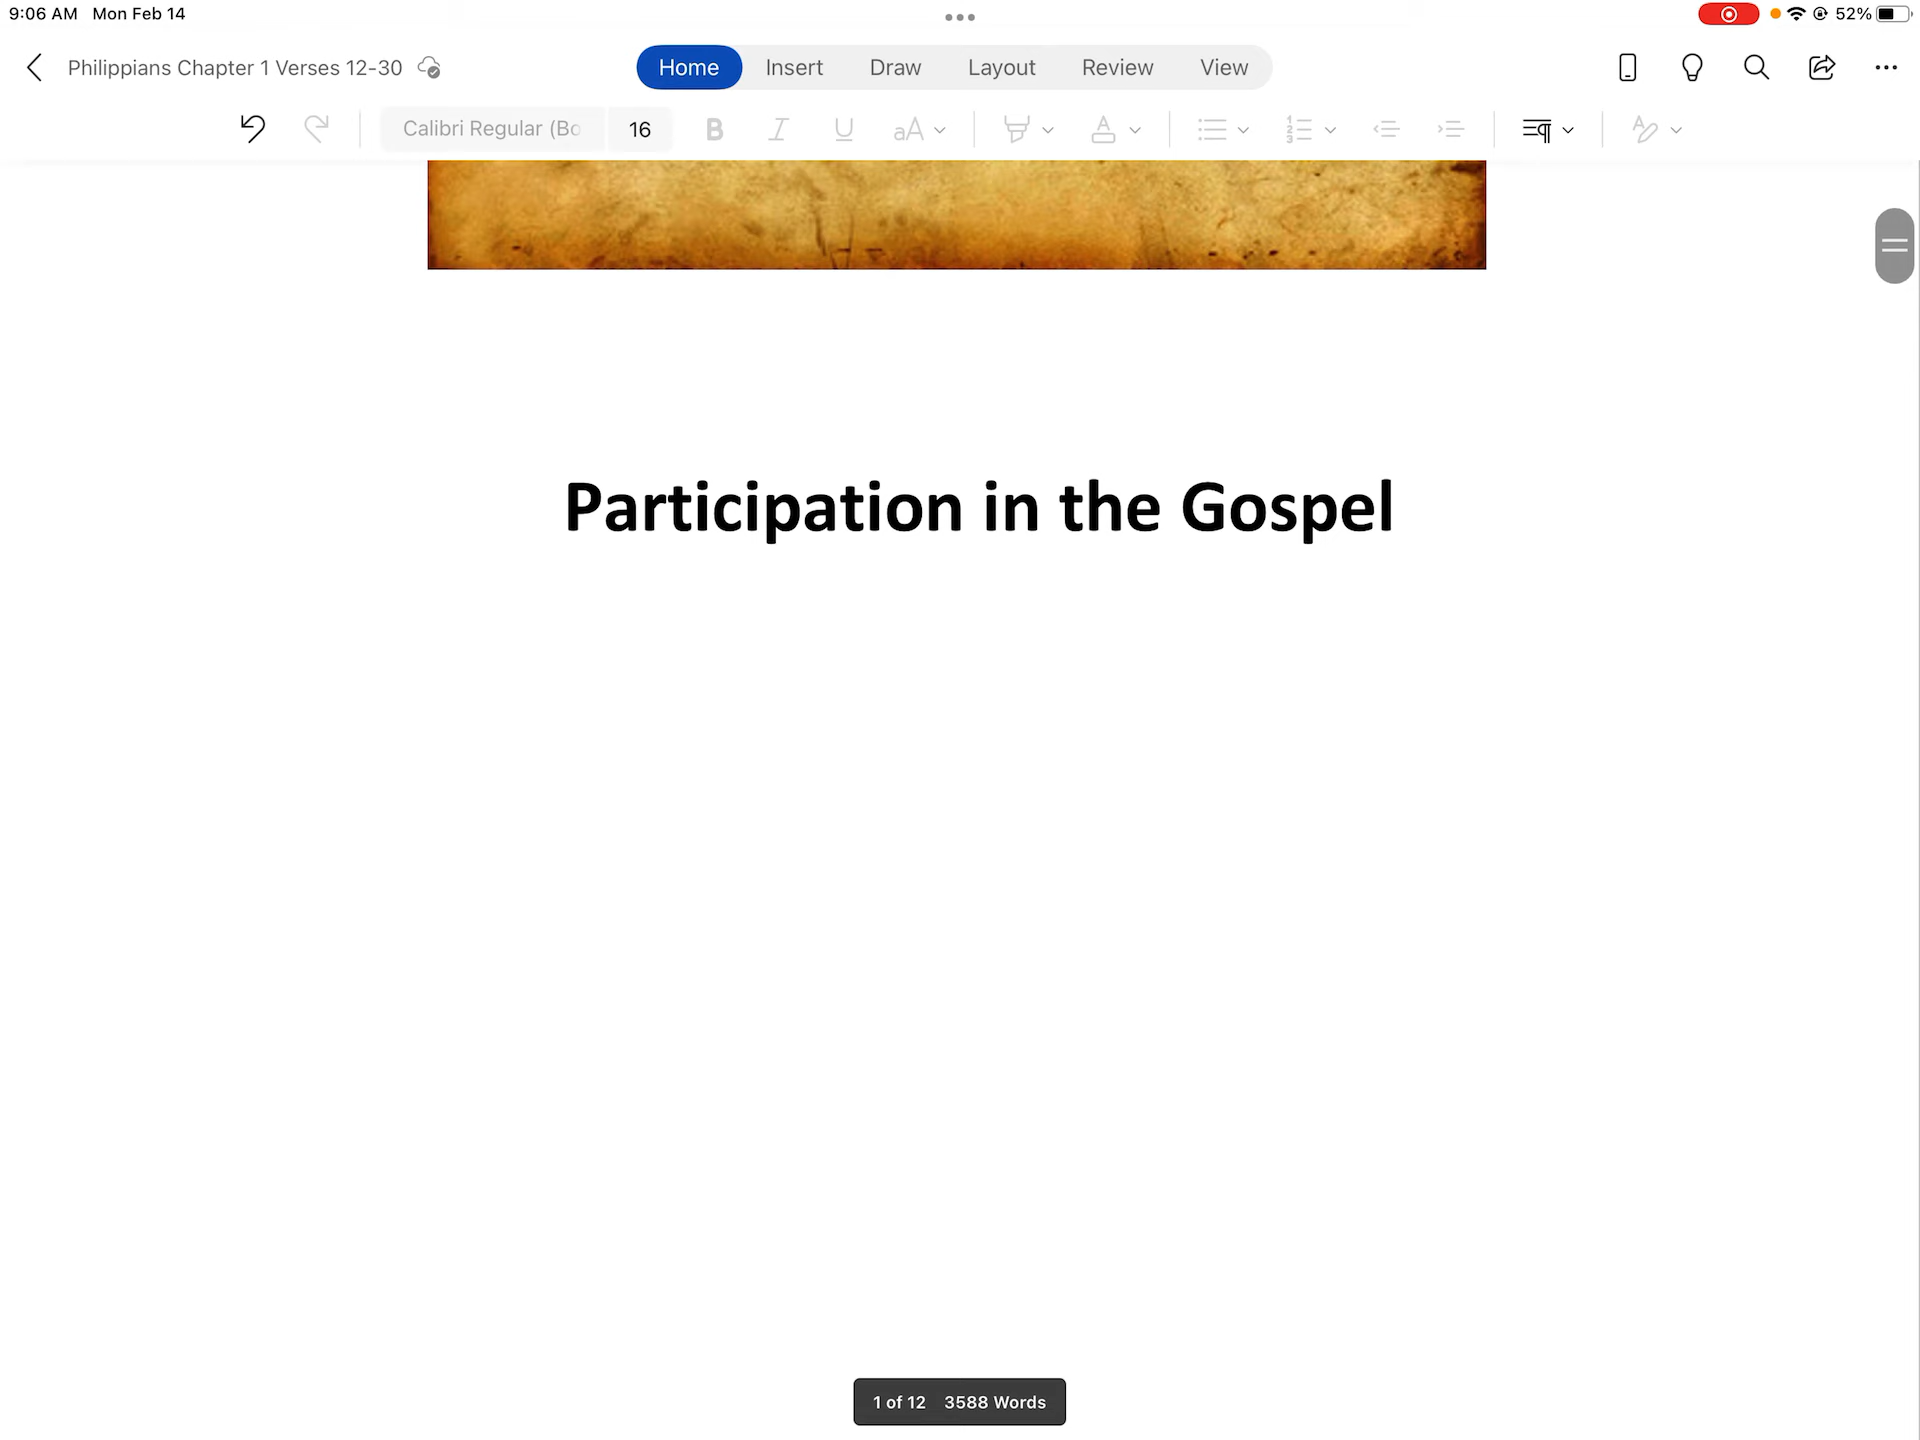 9:06 AM Mon Feb 14
52%
Philippians Chapter 1 Verses 12-30
Home Insert Draw Layout Review View
Calibri Regular (Bo 16 B I U aA A
Participation in the Gospel
1 of 12 3588 Words